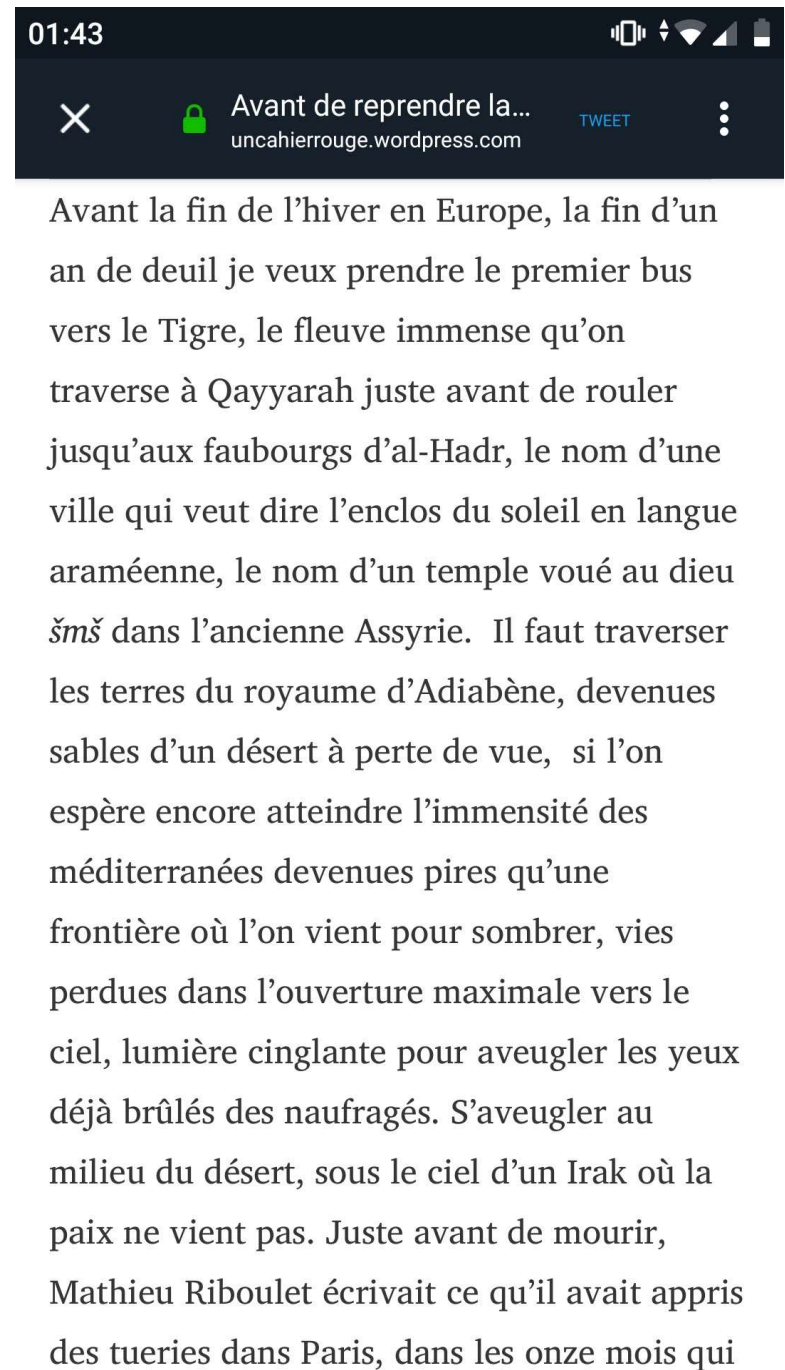 01:43
Avant de reprendre la...
TWEET
uncahierrouge.wordpress.com
Avant la fin de l’hiver en Europe, la fin d’un
an de deuil je veux prendre le premier bus
vers le Tigre, le fleuve immense qu’on
traverse à Qayyarah juste avant de rouler
jusqu’aux faubourgs d’al-Hadr, le nom d’une
ville qui veut dire l’enclos du soleil en langue
araméenne, le nom d’un temple voué au dieu
šmš dans l’ancienne Assyrie.  Il faut traverser
les terres du royaume d’Adiabène, devenues
sables d’un désert à perte de vue,  si l’on
espère encore atteindre l’immensité des
méditerranées devenues pires qu’une
frontière où l’on vient pour sombrer, vies
perdues dans l’ouverture maximale vers le
ciel, lumière cinglante pour aveugler les yeux
déjà brûlés des naufragés. S’aveugler au
milieu du désert, sous le ciel d’un Irak où la
paix ne vient pas. Juste avant de mourir,
Mathieu Riboulet écrivait ce qu’il avait appris
des tueries dans Paris, dans les onze mois qui